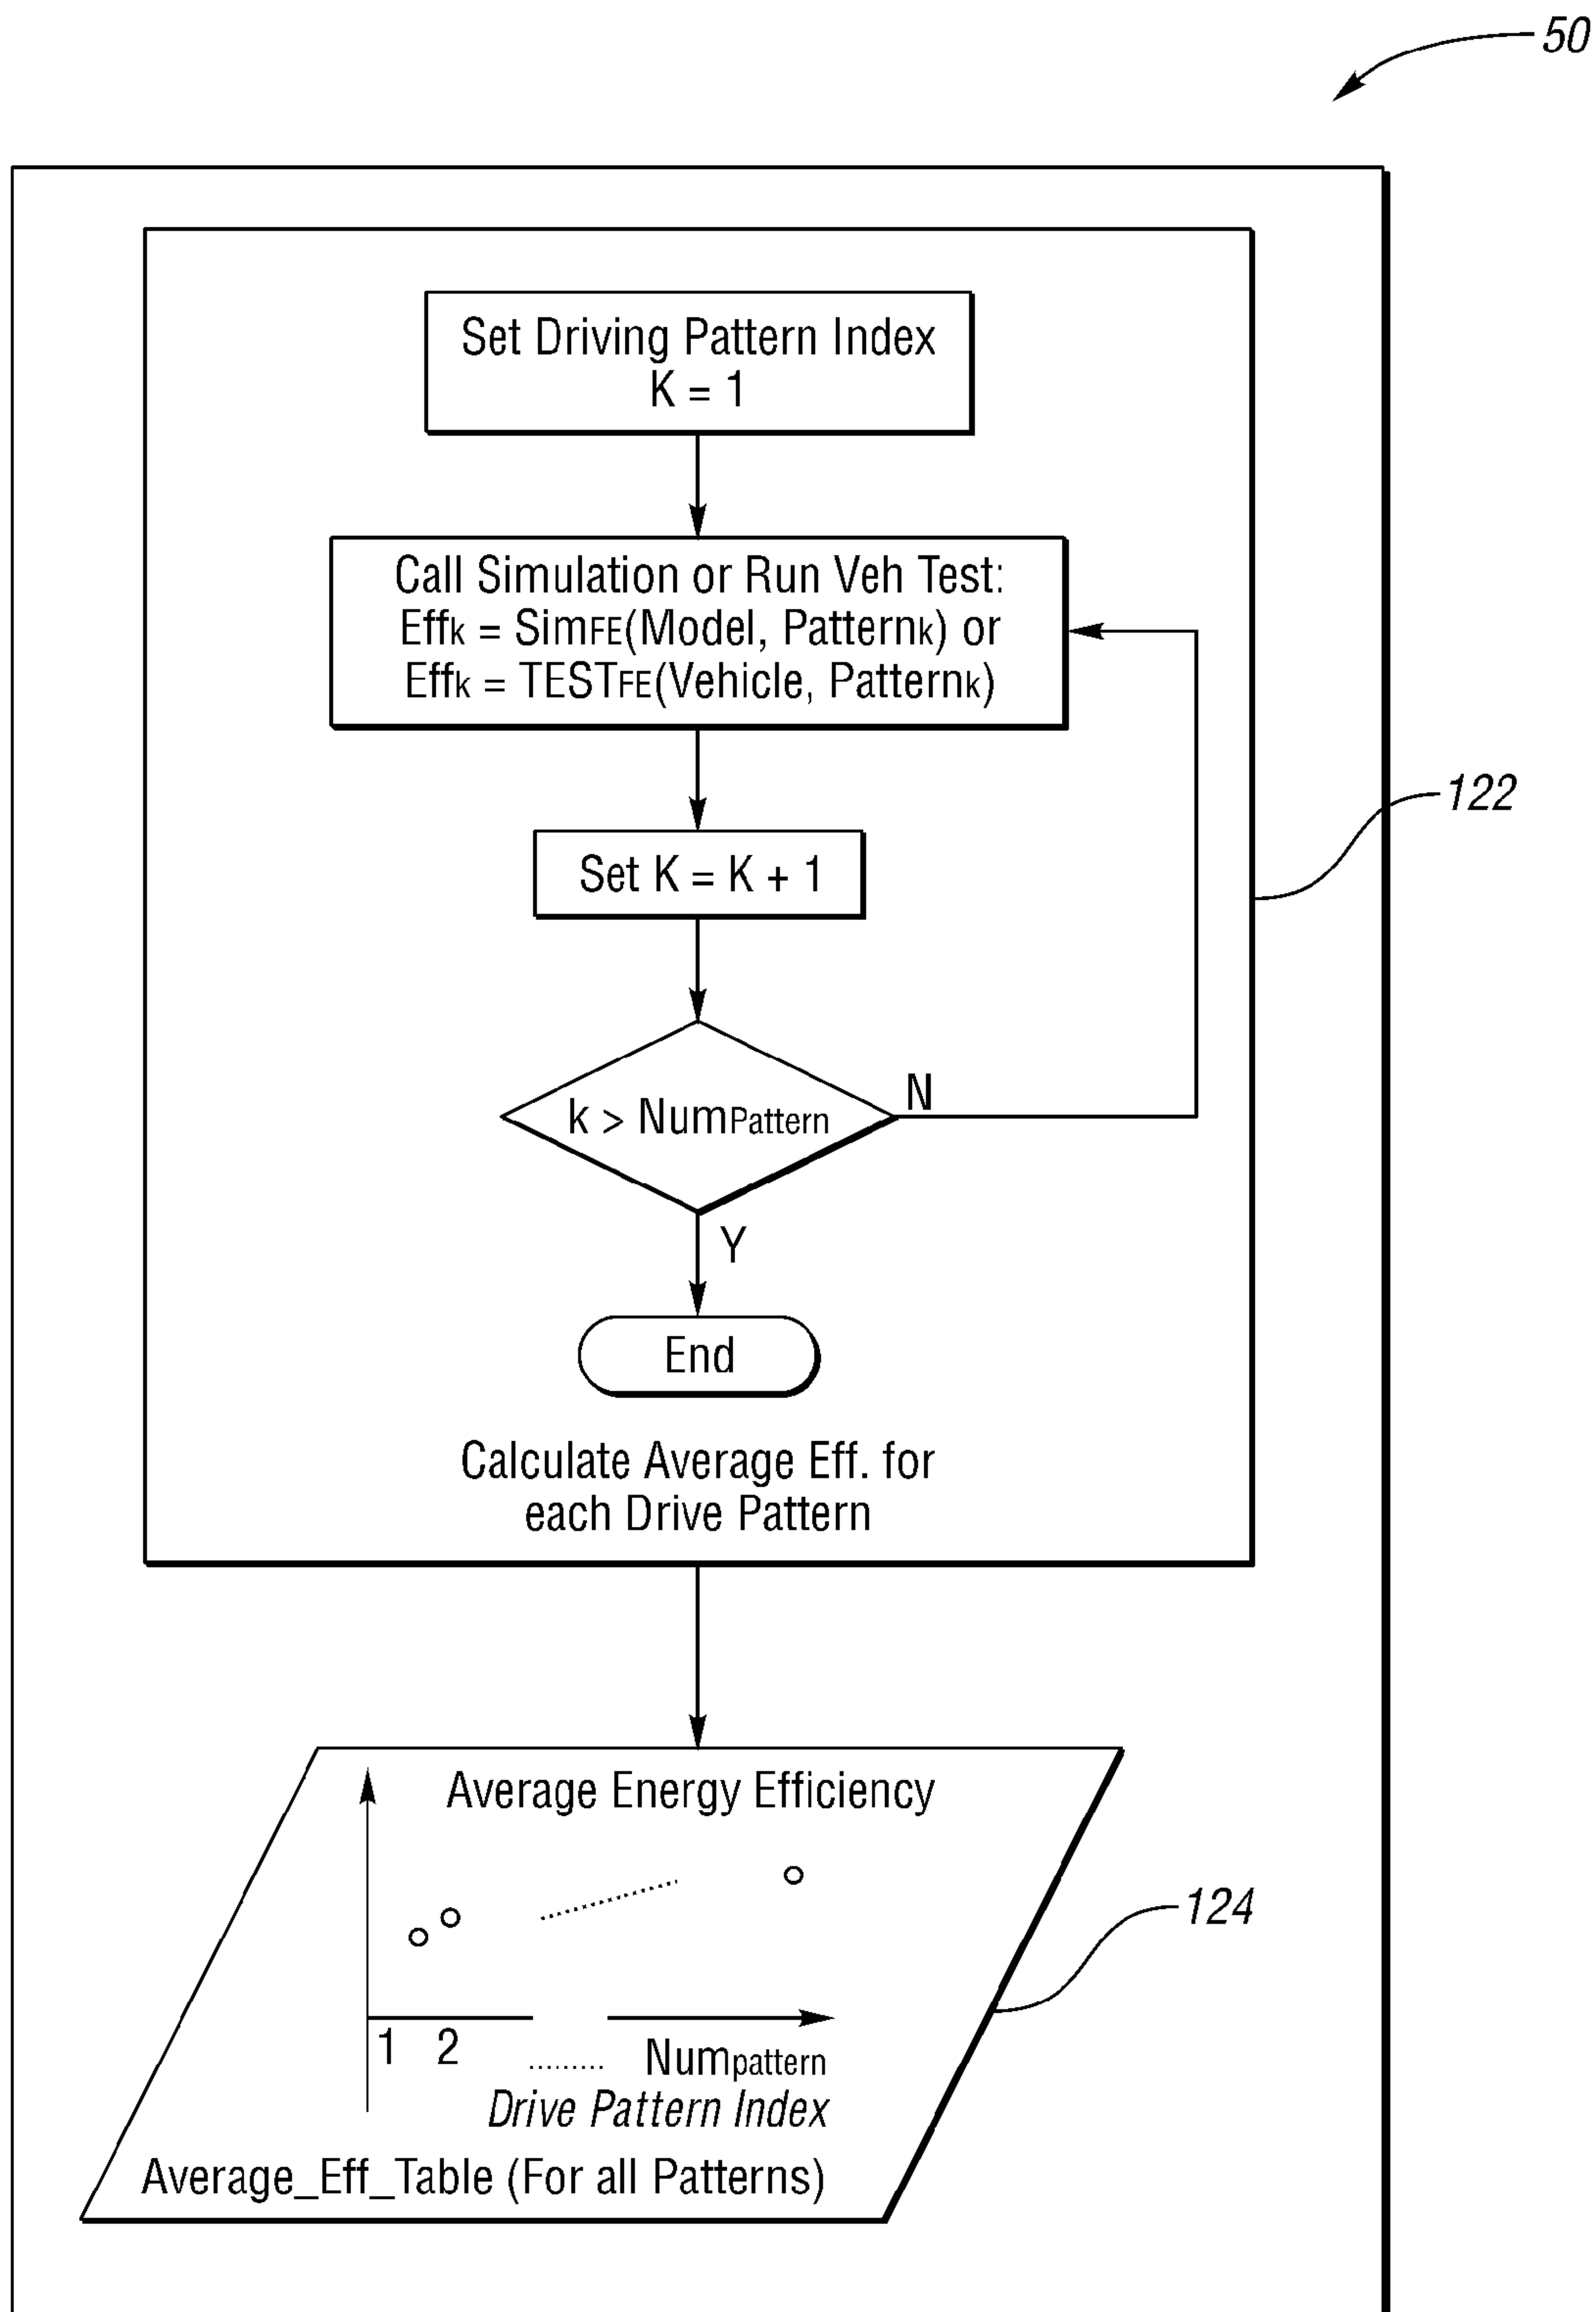 50
Set Driving Pattern Index
K = 1
Call Simulation or Run Veh Test:
Effk = SimFE(Model, Patternk) or
Effk = TESTFE(Vehicle, Patternk)
122
Set K = K + 1
k > NumPattern
N
Y
End
Calculate Average Eff. for
each Drive Pattern
Average Energy Efficiency
124
1 2 ......... Numpattern
Drive Pattern Index
Average_Eff_Table (For all Patterns)